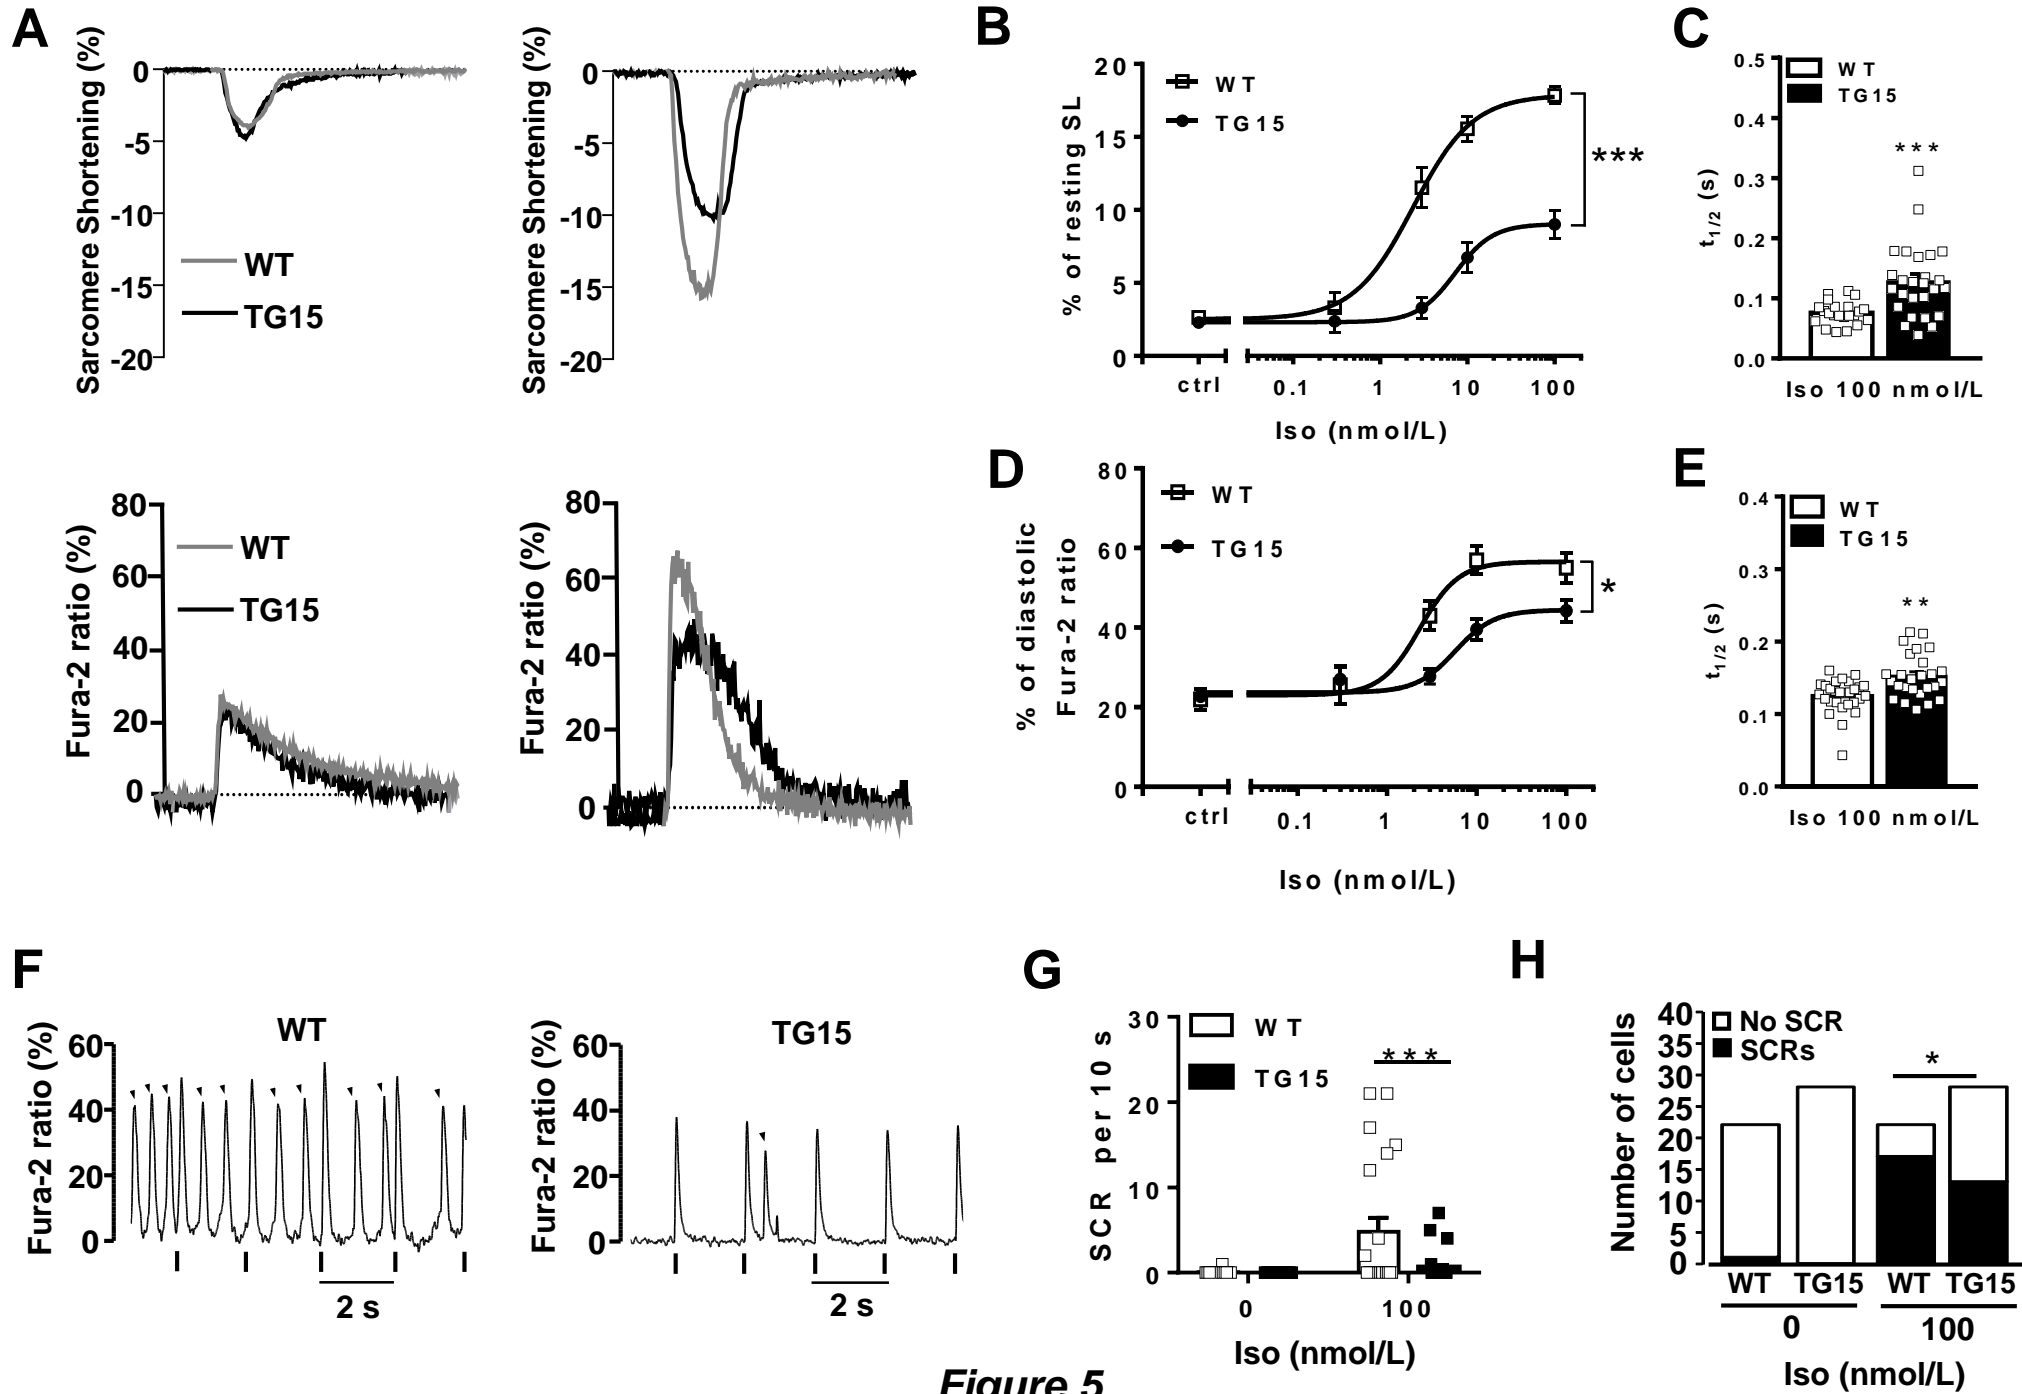 A
Sarcomere Shortening (%)
0
-5
-10
-15
-20
WT
TG15
Sarcomere Shortening (%)
0
-5
-10
-15
-20
Fura-2 ratio (%)
80
60
40
20
0
WT
TG15
Fura-2 ratio (%)
80
60
40
20
0
B
% of resting SL
20
15
10
5
0
WT
TG15
***
ctrl 0.1 1 10 100
Iso (nmol/L)
C
t1/2 (s)
0.5
0.4
0.3
0.2
0.1
0.0
WT
TG15
***
Iso 100 nmol/L
D
% of diastolic
Fura-2 ratio
80
60
40
20
0
WT
TG15
*
ctrl 0.1 1 10 100
Iso (nmol/L)
E
t1/2 (s)
0.4
0.3
0.2
0.1
0.0
WT
TG15
**
Iso 100 nmol/L
F
WT
Fura-2 ratio (%)
60
40
20
0
2 s
TG15
Fura-2 ratio (%)
60
40
20
0
2 s
G
SCR per 10 s
30
20
10
0
WT
TG15
***
0 100
Iso (nmol/L)
H
Number of cells
40
35
30
25
20
15
10
5
0
No SCR
SCRs
*
WT TG15 WT TG15
0 100
Iso (nmol/L)
Figure 5